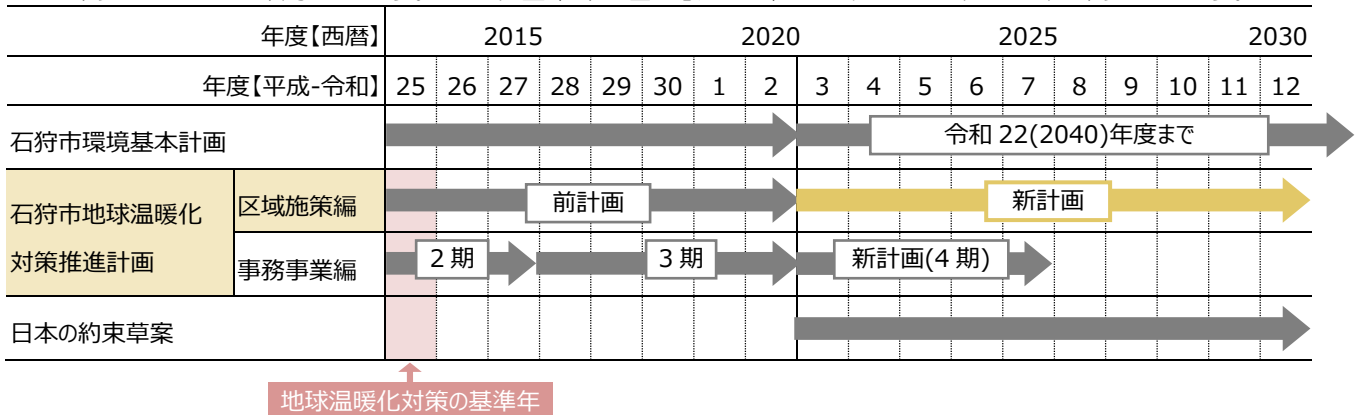 年度【西暦】 2015 2020 2025 2030
年度【平成-令和】 25 26 27 28 29 30 1 2 3 4 5 6 7 8 9 10 11 12
石狩市環境基本計画 令和 22(2040)年度まで
石狩市地球温暖化
対策推進計画
区域施策編 前計画 新計画
事務事業編 2 期 3 期 新計画(4 期)
日本の約束草案
地球温暖化対策の基準年